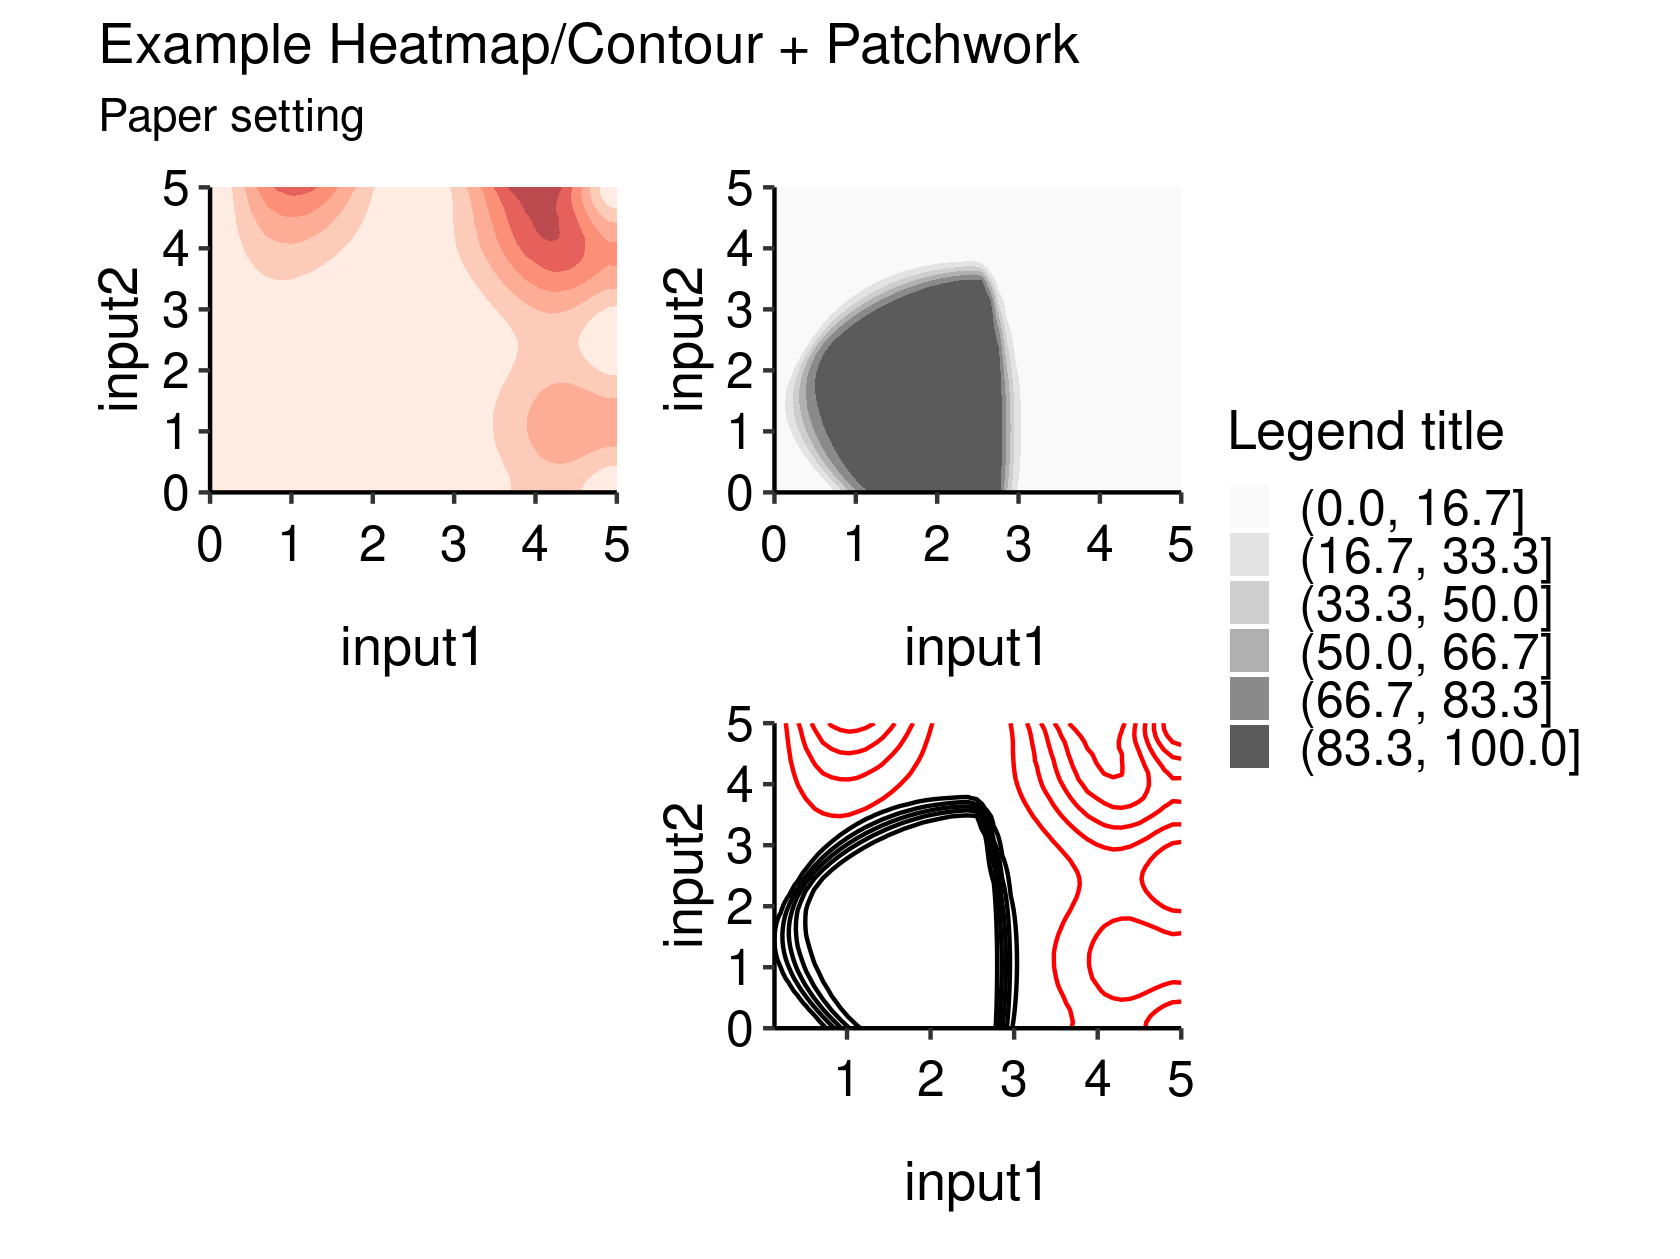 Example Heatmap/Contour + Patchwork
Paper setting
input2
5
4
3
2
1
0
0 1 2 3 4 5
input1
input2
5
4
3
2
1
0
0 1 2 3 4 5
input1
Legend title
(0.0, 16.7]
(16.7, 33.3]
(33.3, 50.0]
(50.0, 66.7]
(66.7, 83.3]
(83.3, 100.0]
input2
5
4
3
2
1
0
1 2 3 4 5
input1